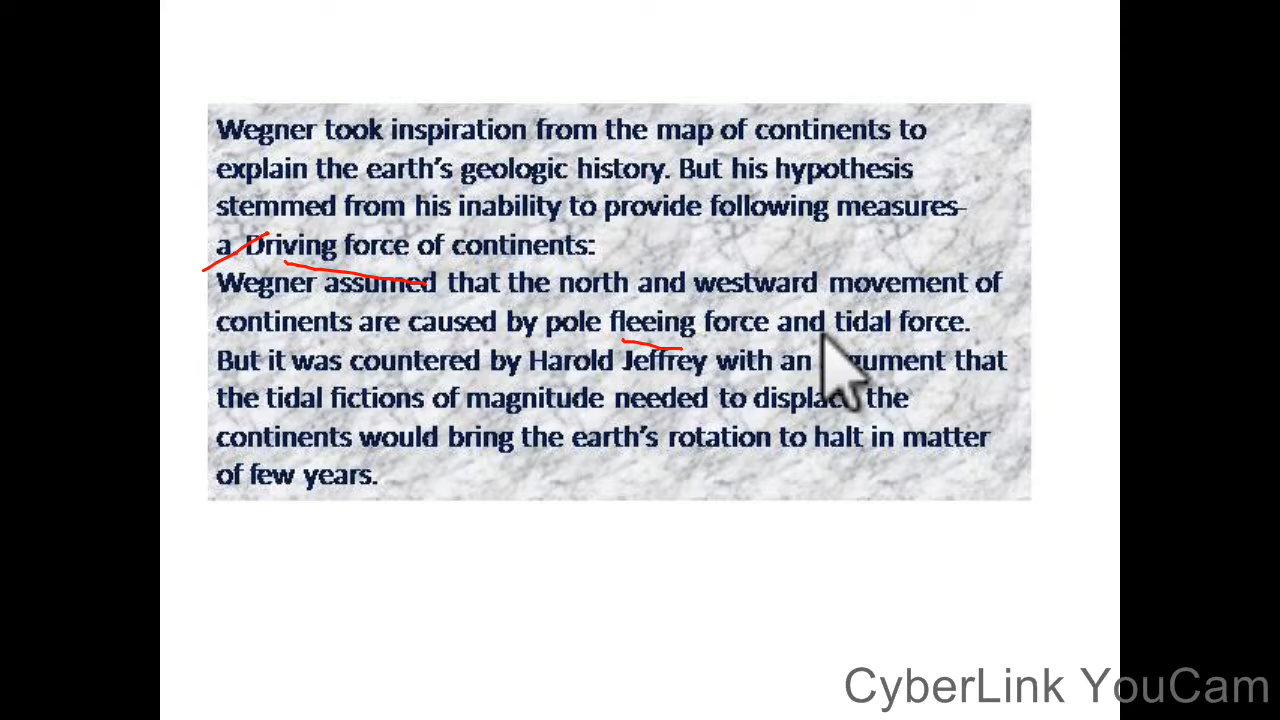 Wegner took inspiration from the map of continents to
explain the earth's geologic history. But his hypothesis
stemmed from his inability to provide following measures-
a Driving force of continents:
Wegner assumed that the north and westward movement of
continents are caused by pole fleeing force and tidal force.
But it was countered by Harold Jeffrey with an argument that
the tidal fictions of magnitude needed to displace the
continents would bring the earth's rotation to halt in matter
of few years.
CyberLink YouCam